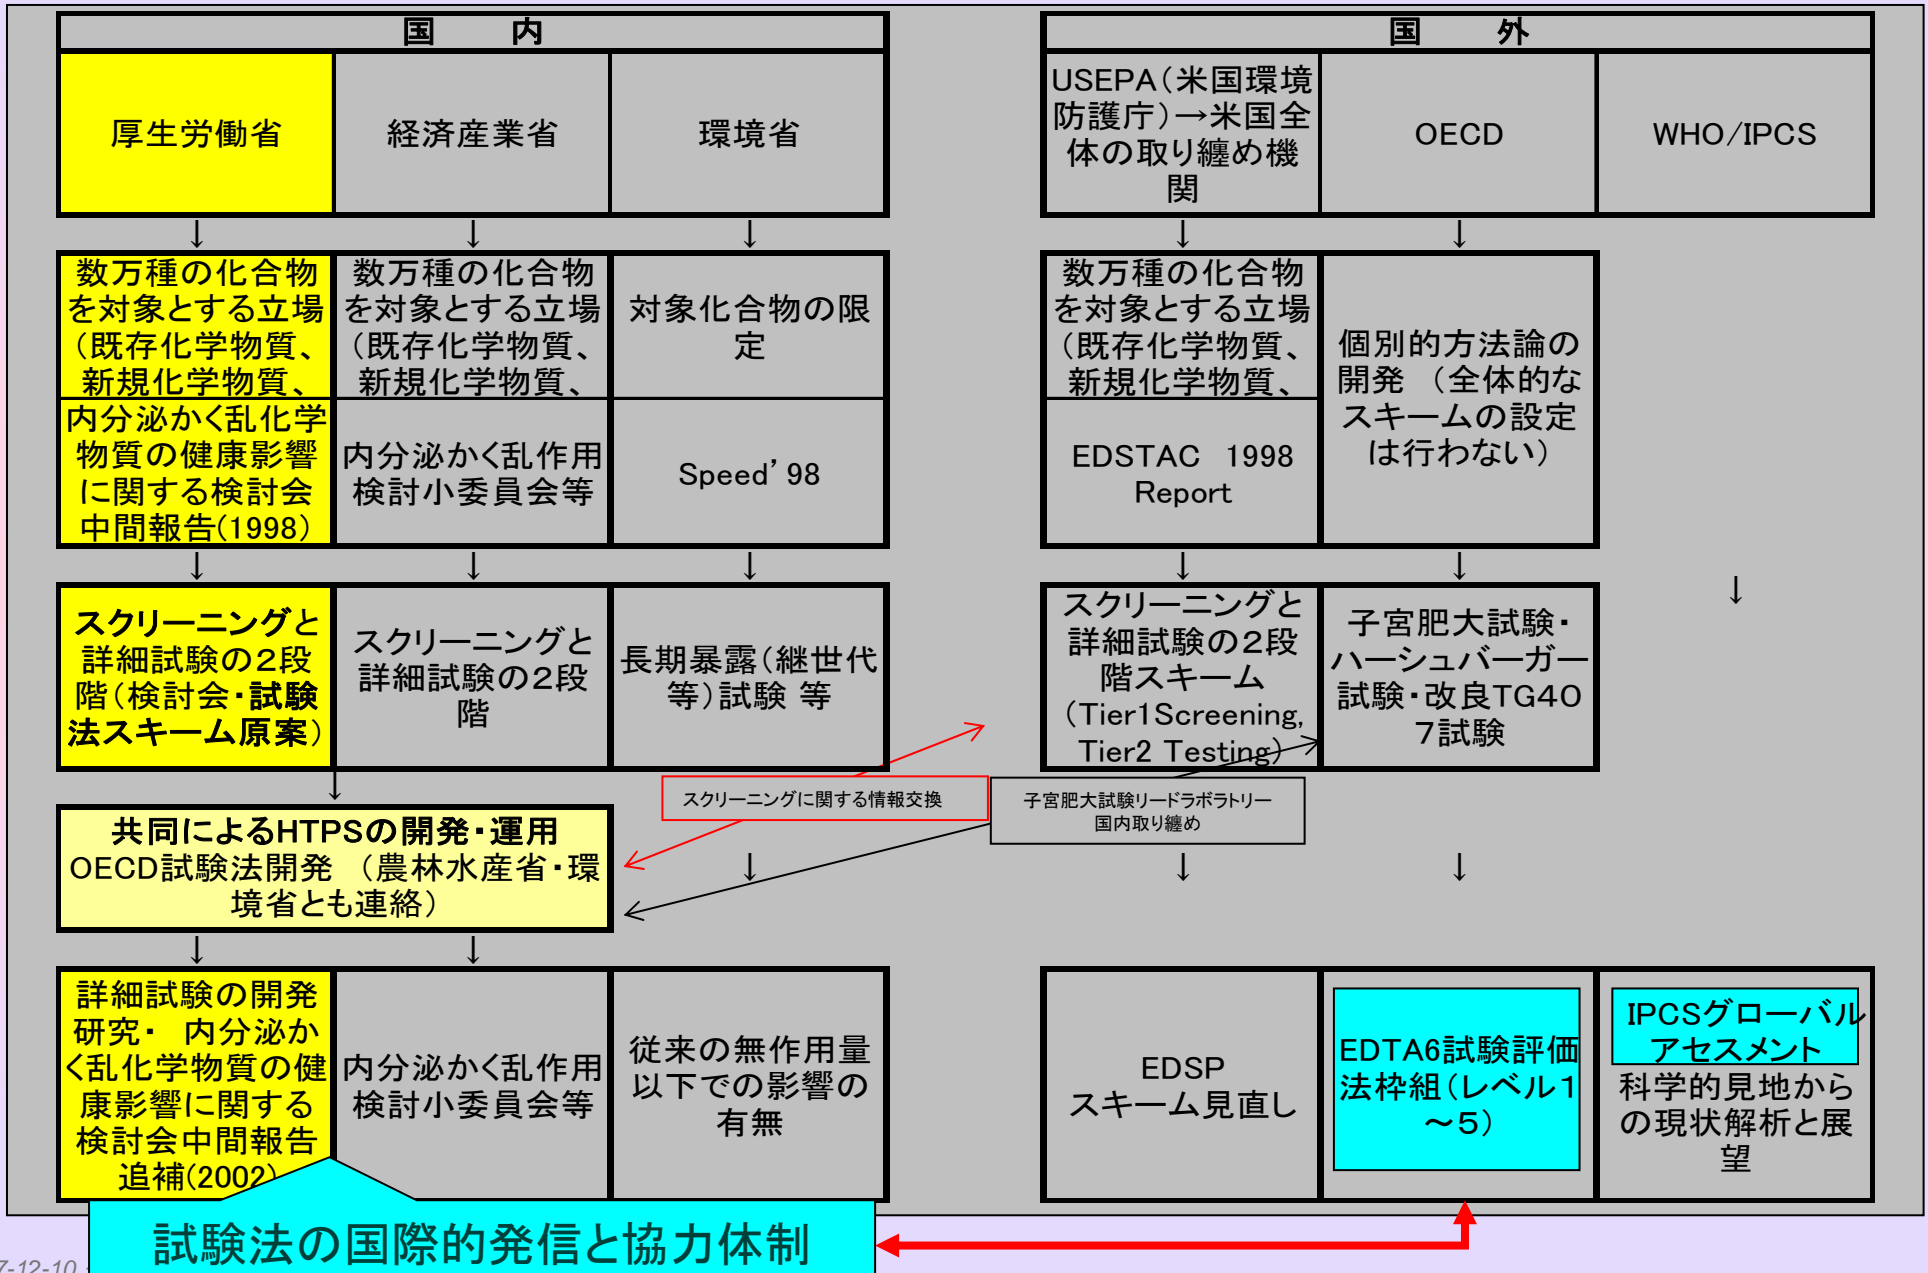 国　　内
厚生労働省
経済産業省
環境省
↓
↓
↓
数万種の化合物
を対象とする立場
（既存化学物質、
新規化学物質、
数万種の化合物
を対象とする立場
（既存化学物質、
新規化学物質、
対象化合物の限
定
内分泌かく乱化学
物質の健康影響
に関する検討会
中間報告(1998)
内分泌かく乱作用
検討小委員会等
Speed’98
↓
↓
↓
スクリーニングと
詳細試験の２段
階（検討会・試験
法スキーム原案）
スクリーニングと
詳細試験の２段
階
長期暴露（継世代
等）試験 等
↓
共同によるHTPSの開発・運用
OECD試験法開発　（農林水産省・環
境省とも連絡）
↓
↓
↓
詳細試験の開発
研究・　内分泌か
く乱化学物質の健
康影響に関する
検討会中間報告
追補(2002)
内分泌かく乱作用
検討小委員会等
従来の無作用量
以下での影響の
有無
スクリーニングに関する情報交換
子宮肥大試験リードラボラトリー
国内取り纏め
国　　外
USEPA（米国環境
防護庁）→米国全
体の取り纏め機
関
OECD
WHO/IPCS
↓
↓
数万種の化合物
を対象とする立場
（既存化学物質、
新規化学物質、
EDSTAC　1998
Report
個別的方法論の
開発　（全体的な
スキームの設定
は行わない）
↓
↓
↓
スクリーニングと
詳細試験の２段
階スキーム
（Tier1Screening,
Tier2 Testing）
子宮肥大試験・
ハーシュバーガー
試験・改良TG４０
７試験
↓
↓
EDSP
スキーム見直し
EDTA6試験評価
法枠組（レベル１
～５）
IPCSグローバル
アセスメント
科学的見地から
の現状解析と展
望
試験法の国際的発信と協力体制
7-12-10